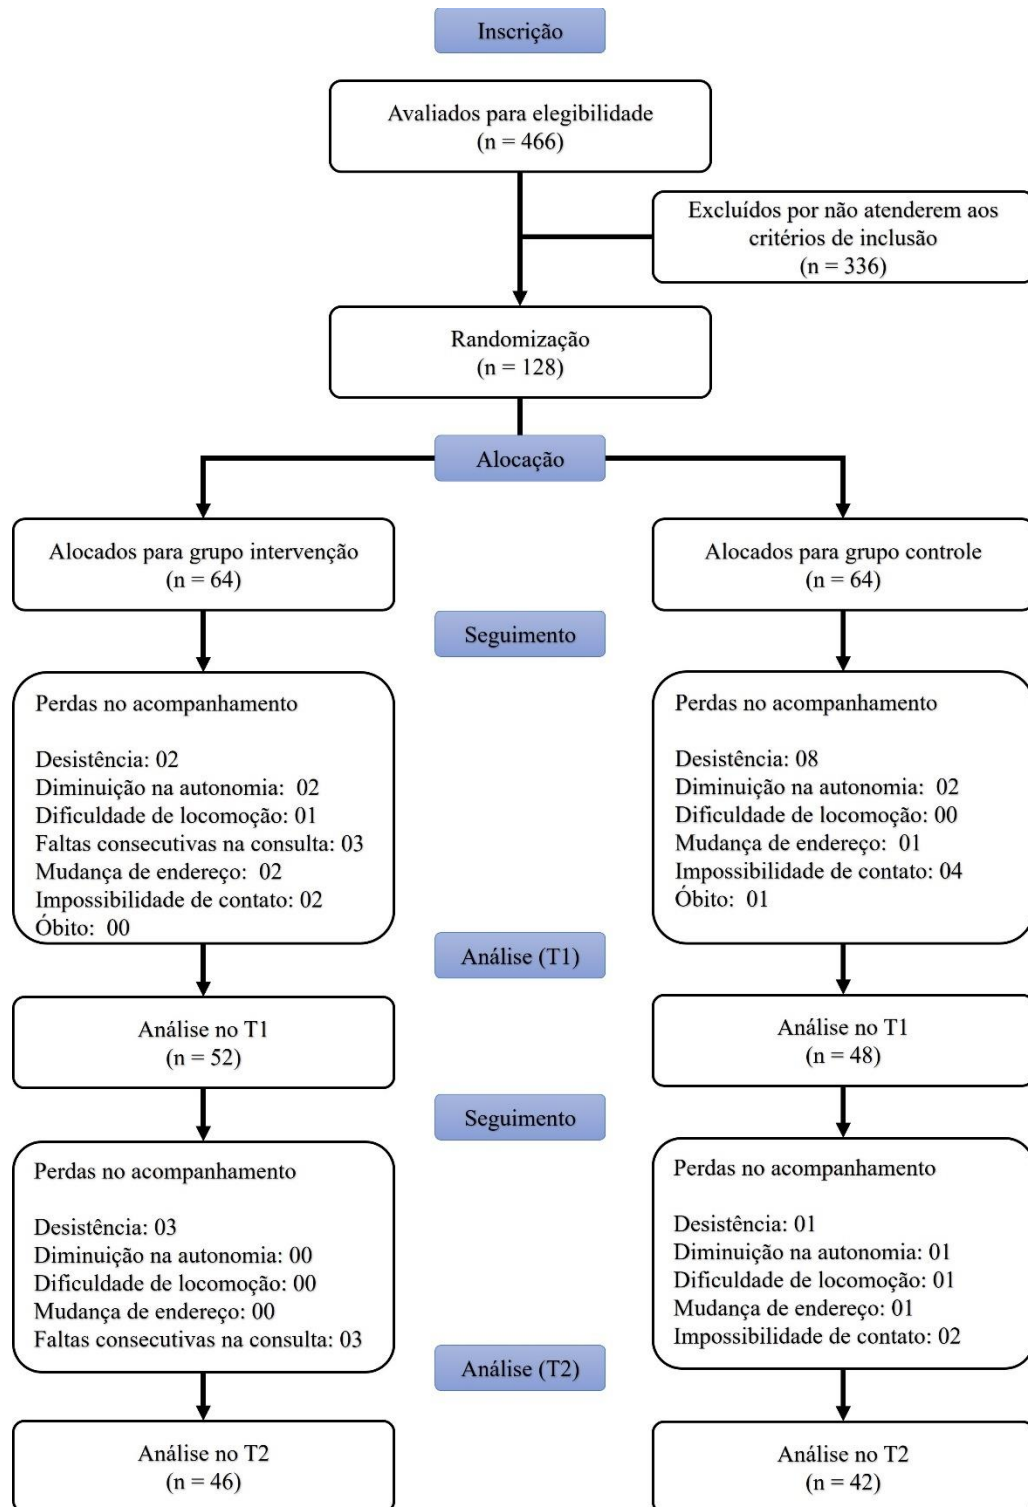 Inscrição
Avaliados para elegibilidade
(n = 466)
Excluídos por não atenderem aos
critérios de inclusão
(n = 336)
Randomização
(n = 128)
Alocação
Alocados para grupo intervenção
(n = 64)
Alocados para grupo controle
(n = 64)
Seguimento
Perdas no acompanhamento
Desistência: 02
Diminuição na autonomia:  02
Dificuldade de locomoção: 01
Faltas consecutivas na consulta: 03
Mudança de endereço:  02
Impossibilidade de contato: 02
Óbito:  00
Perdas no acompanhamento
Desistência: 08
Diminuição na autonomia:  02
Dificuldade de locomoção: 00
Mudança de endereço:  01
Impossibilidade de contato: 04
Óbito:  01
Análise (T1)
Análise no T1
(n = 52)
Análise no T1
(n = 48)
Seguimento
Perdas no acompanhamento
Desistência: 03
Diminuição na autonomia: 00
Dificuldade de locomoção: 00
Mudança de endereço: 00
Faltas consecutivas na consulta: 03
Perdas no acompanhamento
Desistência: 01
Diminuição na autonomia: 01
Dificuldade de locomoção: 01
Mudança de endereço: 01
Impossibilidade de contato: 02
Análise (T2)
Análise no T2
(n = 46)
Análise no T2
(n = 42)